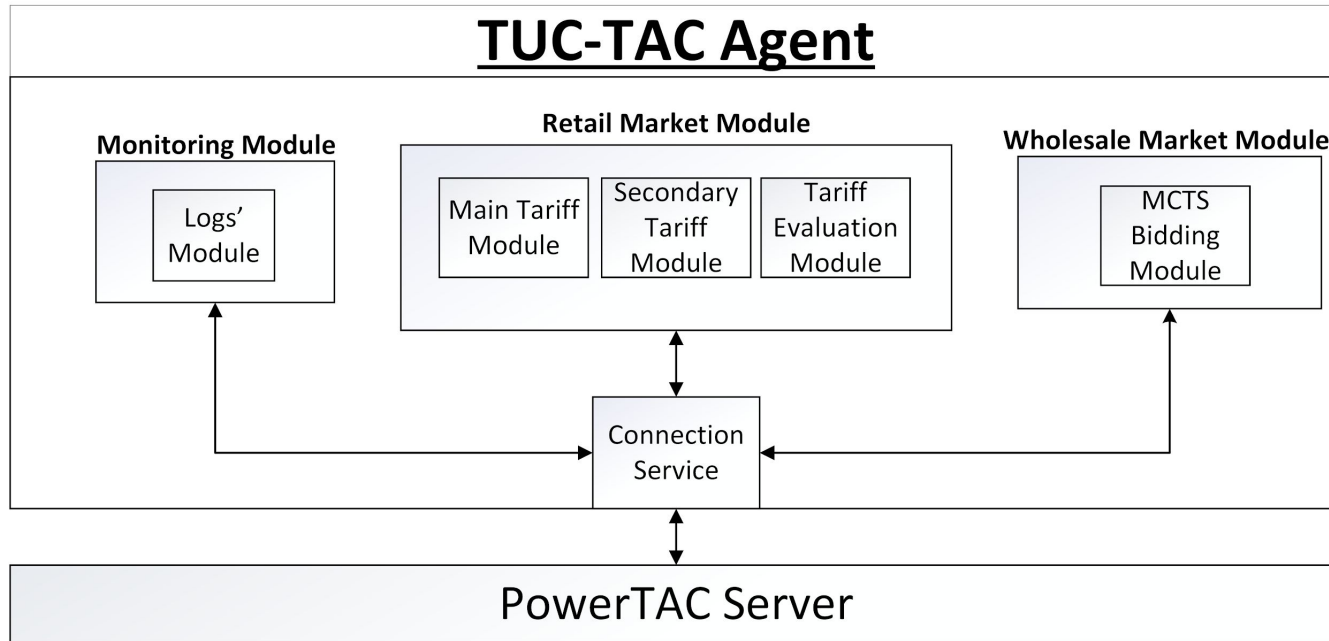 TUC-TAC Agent
Monitoring Module
Logs’
Module
Retail Market Module
Main Tariff
Module
Secondary
Tariff
Module
Tariff
Evaluation
Module
Wholesale Market Module
MCTS
Bidding
Module
Connection
Service
PowerTAC Server